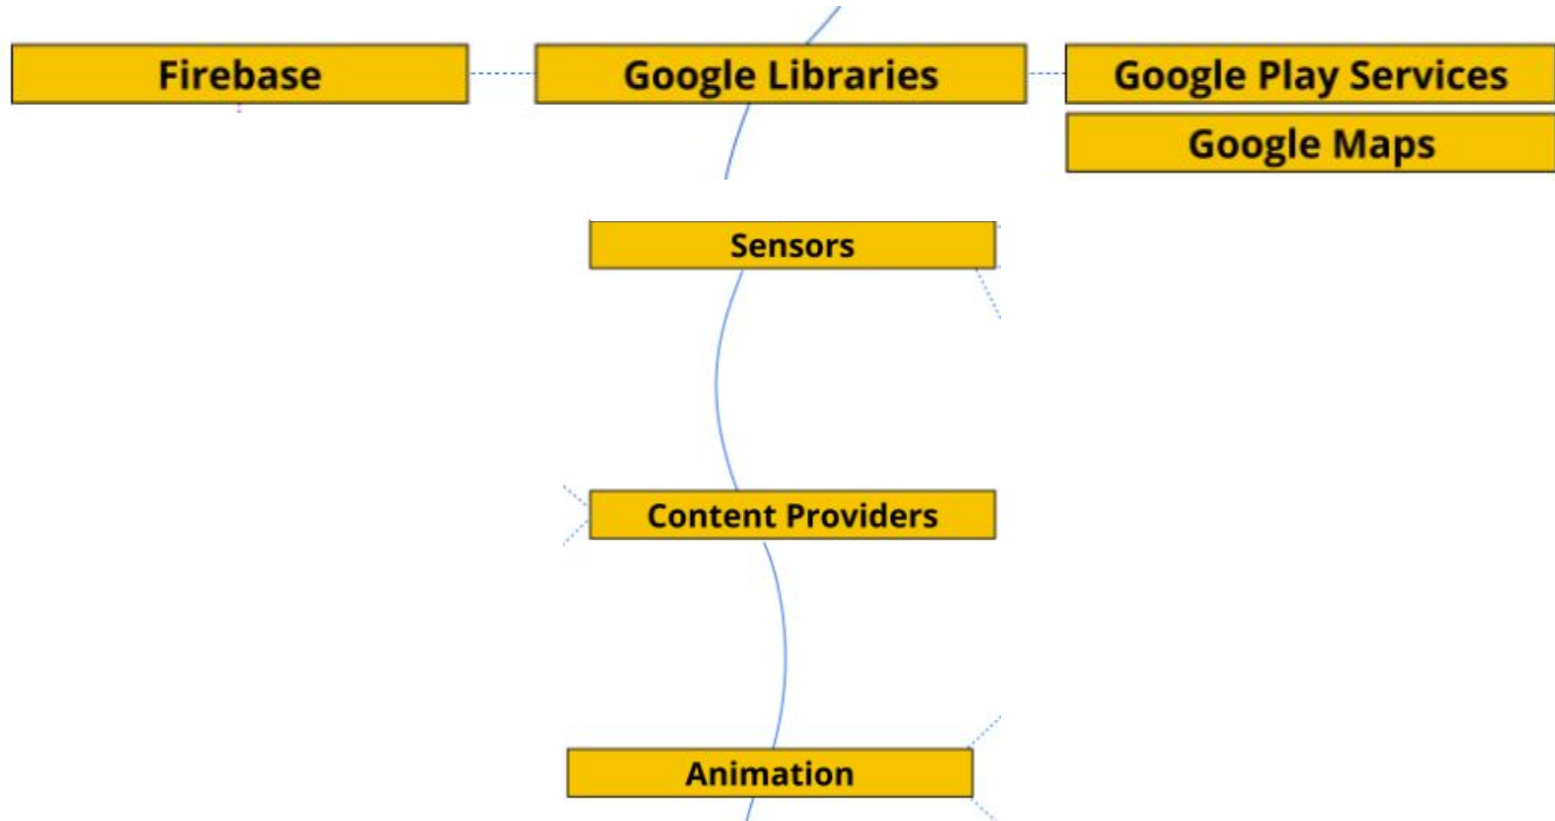 Firebase
Google Libraries
Google Play Services
Google Maps
Sensors
Content Providers
Animation